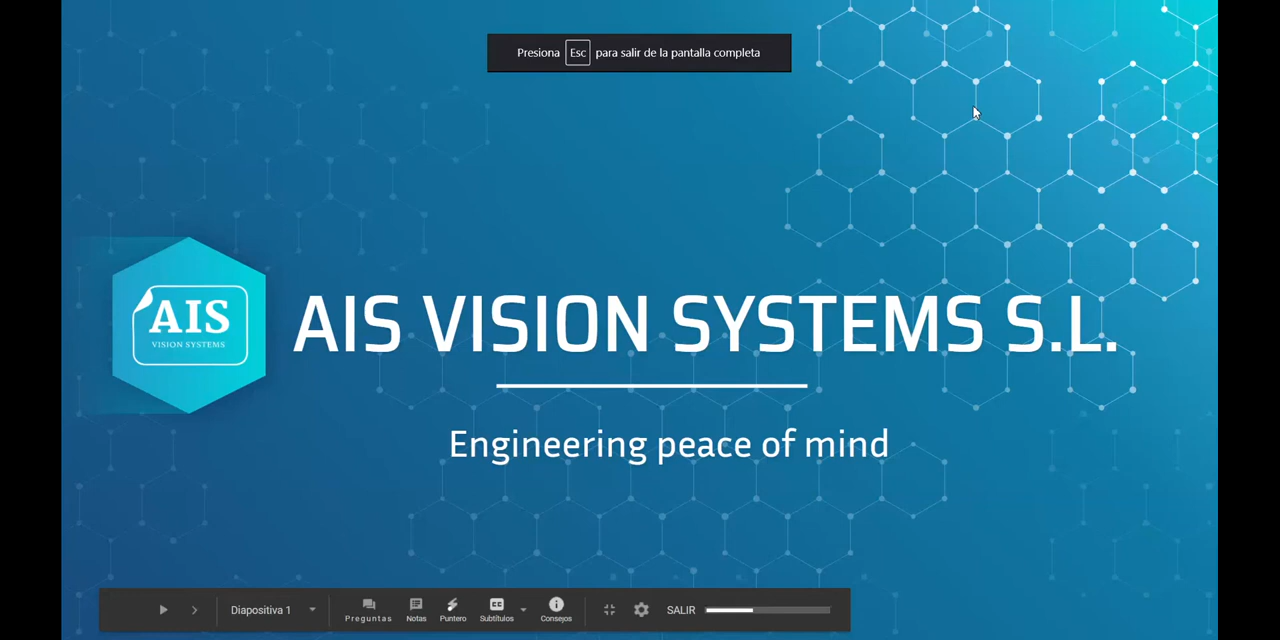 Presiona Esc para salir de la pantalla completa
AIS
VISION SYSTEMS
AIS VISION SYSTEMS S.L.
Engineering peace of mind
Diapositiva 1
Preguntas
Notas
Puntero
CC
Subtítulos
Consejos
SALIR